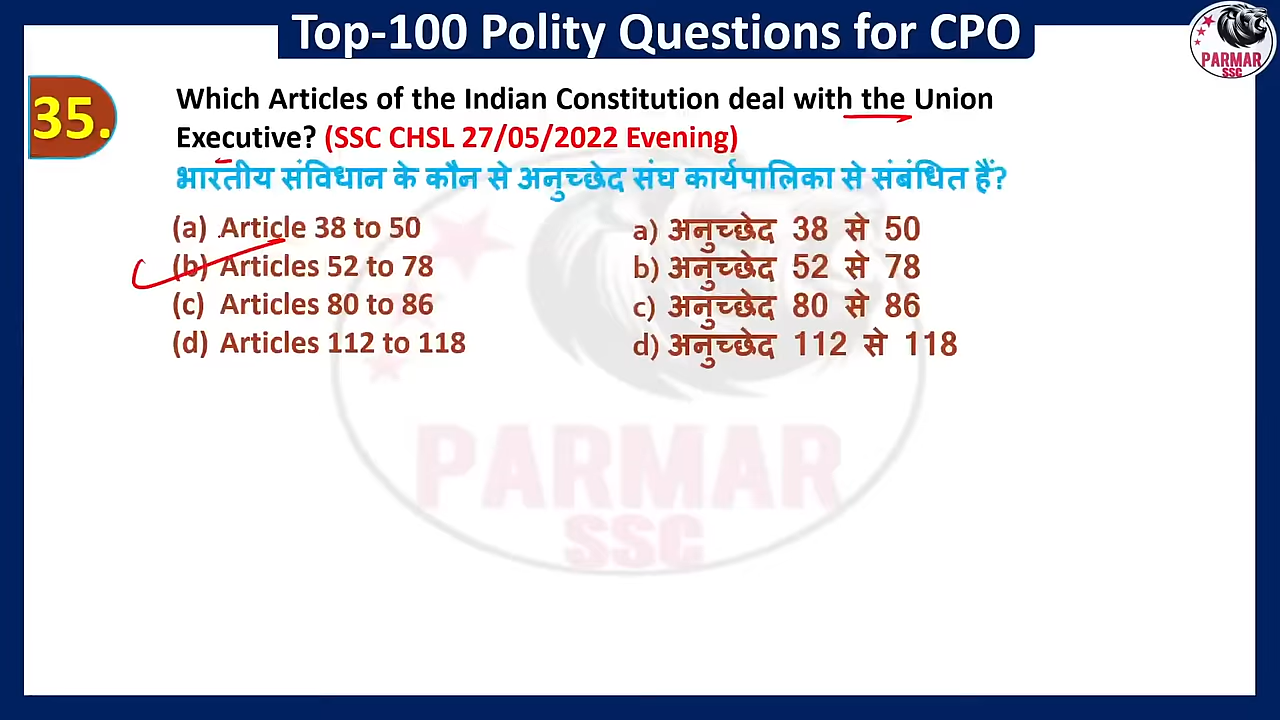 Top-100 Polity Questions for CPO
PARMAR
SSC
35.
Which Articles of the Indian Constitution deal with the Union
Executive? (SSC CHSL 27/05/2022 Evening)
भारतीय संविधान के कौन से अनुच्छेद संघ कार्यपालिका से संबंधित हैं?
(a) Article 38 to 50
(b) Articles 52 to 78
(c) Articles 80 to 86
(d) Articles 112 to 118
a) अनुच्छेद 38 से 50
b) अनुच्छेद 52 से 78
c) अनुच्छेद 80 से 86
d) अनुच्छेद 112 से 118
PARMAR
SSC